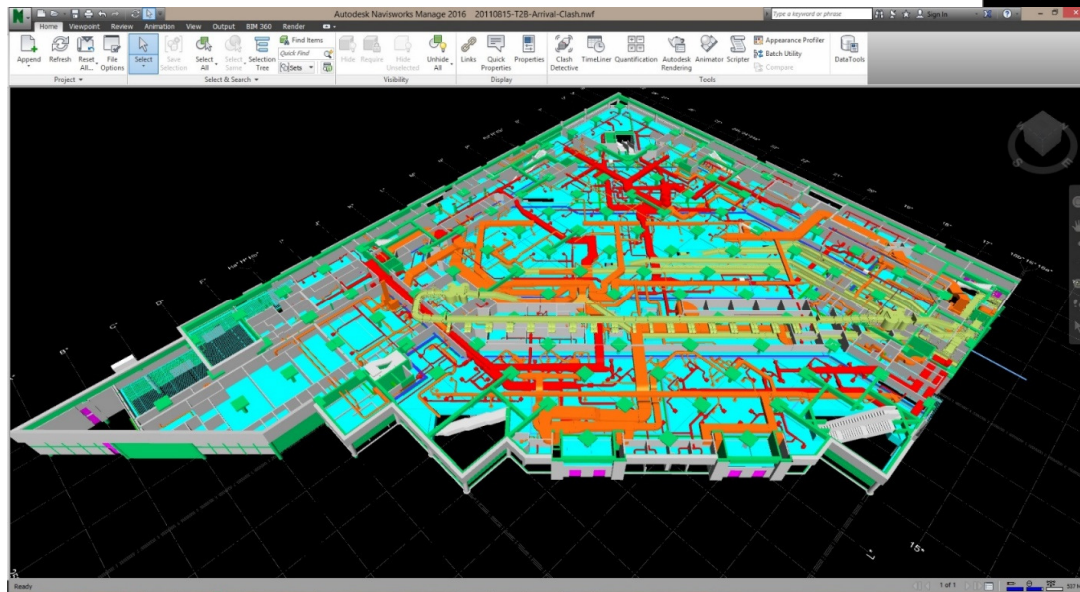 Autodesk Navisworks Manage 2016 20110815-T2B-Arrival-Clash.nwf
Type a keyword or phrase
Sign In
Home Viewpoint Review Animation View Output BIM 360 Render
Append Refresh Reset All... File Options
Project
Select Save Selection Select All Select Same Selection Tree
Find Items
Quick Find
Sets
Select & Search
Hide Require Hide Unselected Unhide All
Visibility
Links Quick Properties Properties
Display
Clash Detective TimeLiner Quantification Autodesk Rendering Animator Scripter
Appearance Profiler
Batch Utility
Compare
Tools
DataTools
S E
15°
Ready
1 of 1